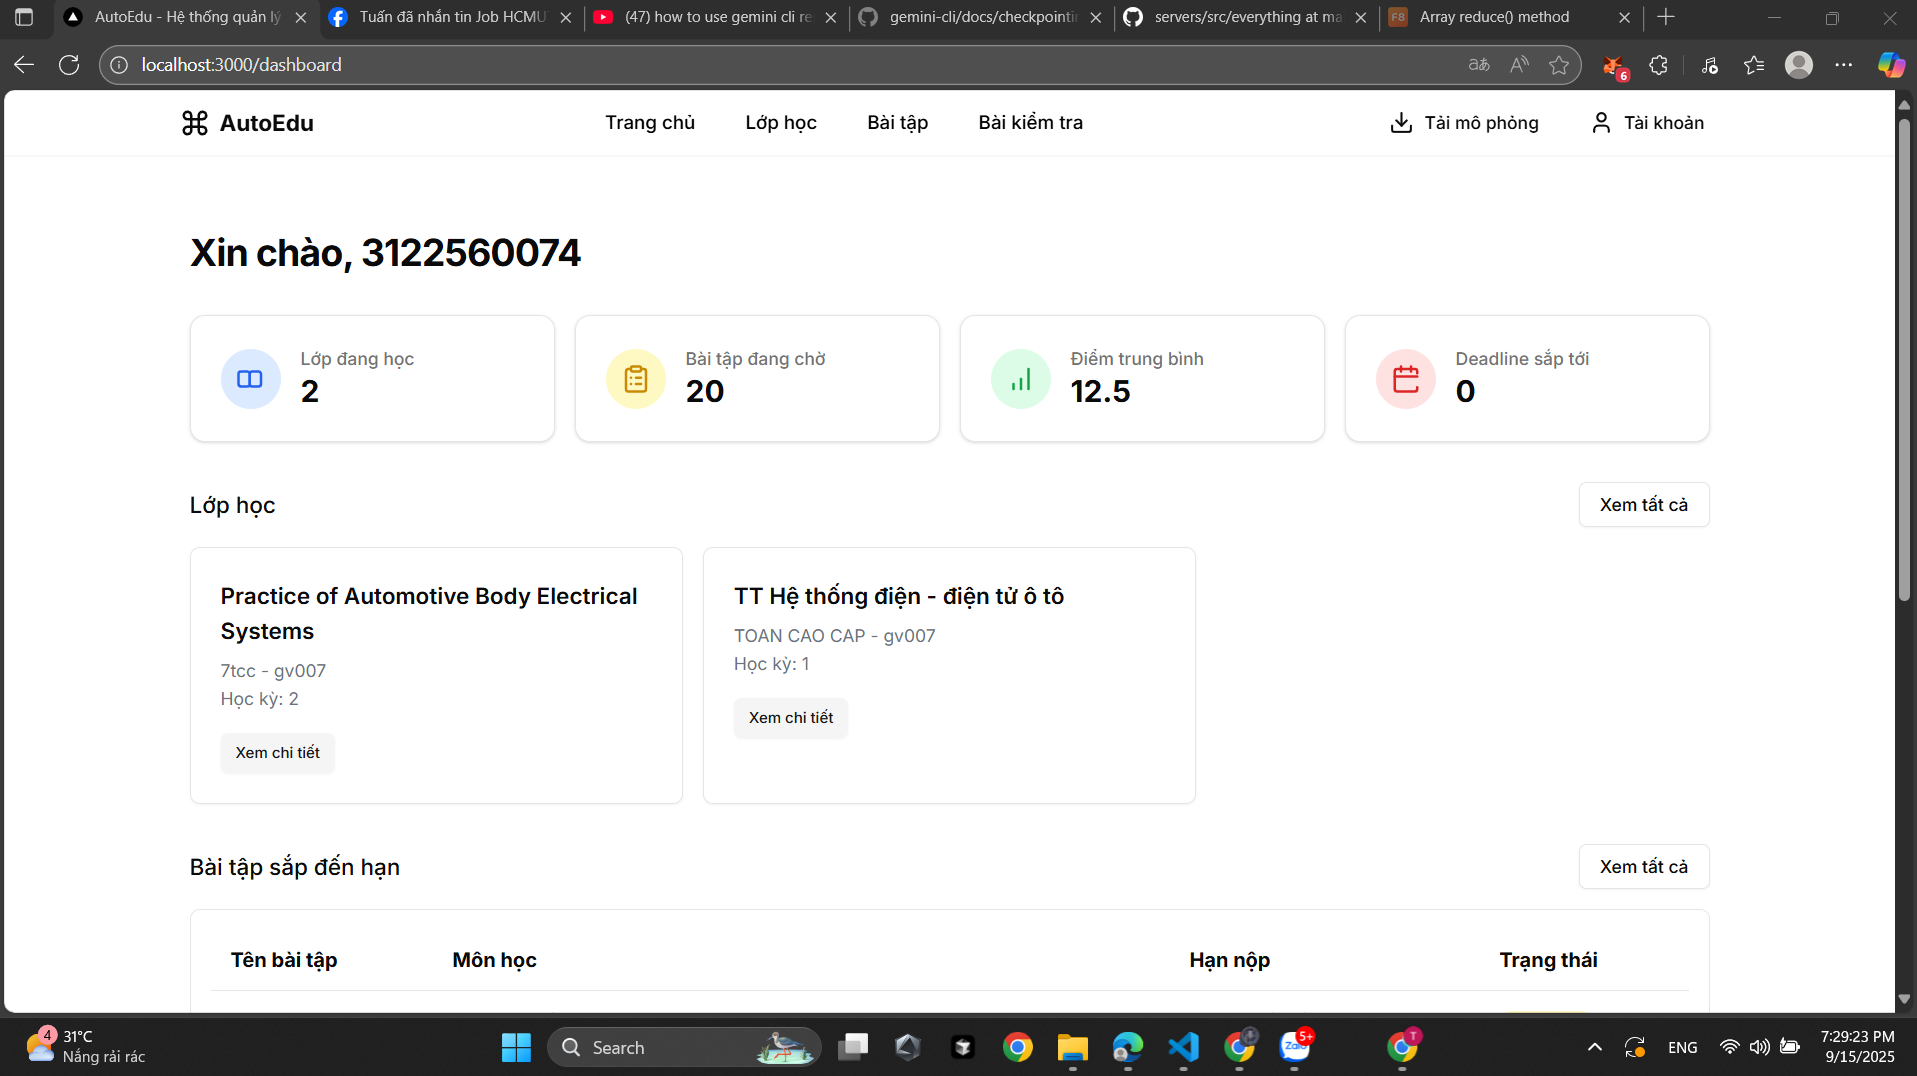 AutoEdu - Hệ thống quản lý
Tuấn đã nhắn tin Job HCMU
(47) how to use gemini cli re
gemini-cli/docs/checkpointin
servers/src/everything at ma
F8
Array reduce() method
localhost:3000/dashboard
aあ
A
6
AutoEdu
Trang chủ
Lớp học
Bài tập
Bài kiểm tra
Tải mô phỏng
Tài khoản
Xin chào, 3122560074
Lớp đang học
2
Bài tập đang chờ
20
Điểm trung bình
12.5
Deadline sắp tới
0
Lớp học
Xem tất cả
Practice of Automotive Body Electrical
Systems
7tcc - gv007
Học kỳ: 2
Xem chi tiết
TT Hệ thống điện - điện tử ô tô
TOAN CAO CAP - gv007
Học kỳ: 1
Xem chi tiết
Bài tập sắp đến hạn
Xem tất cả
Tên bài tập
Môn học
Hạn nộp
Trạng thái
4
31°C
Nắng rải rác
Search
Zalo
5+
T
ENG
7:29:23 PM
9/15/2025